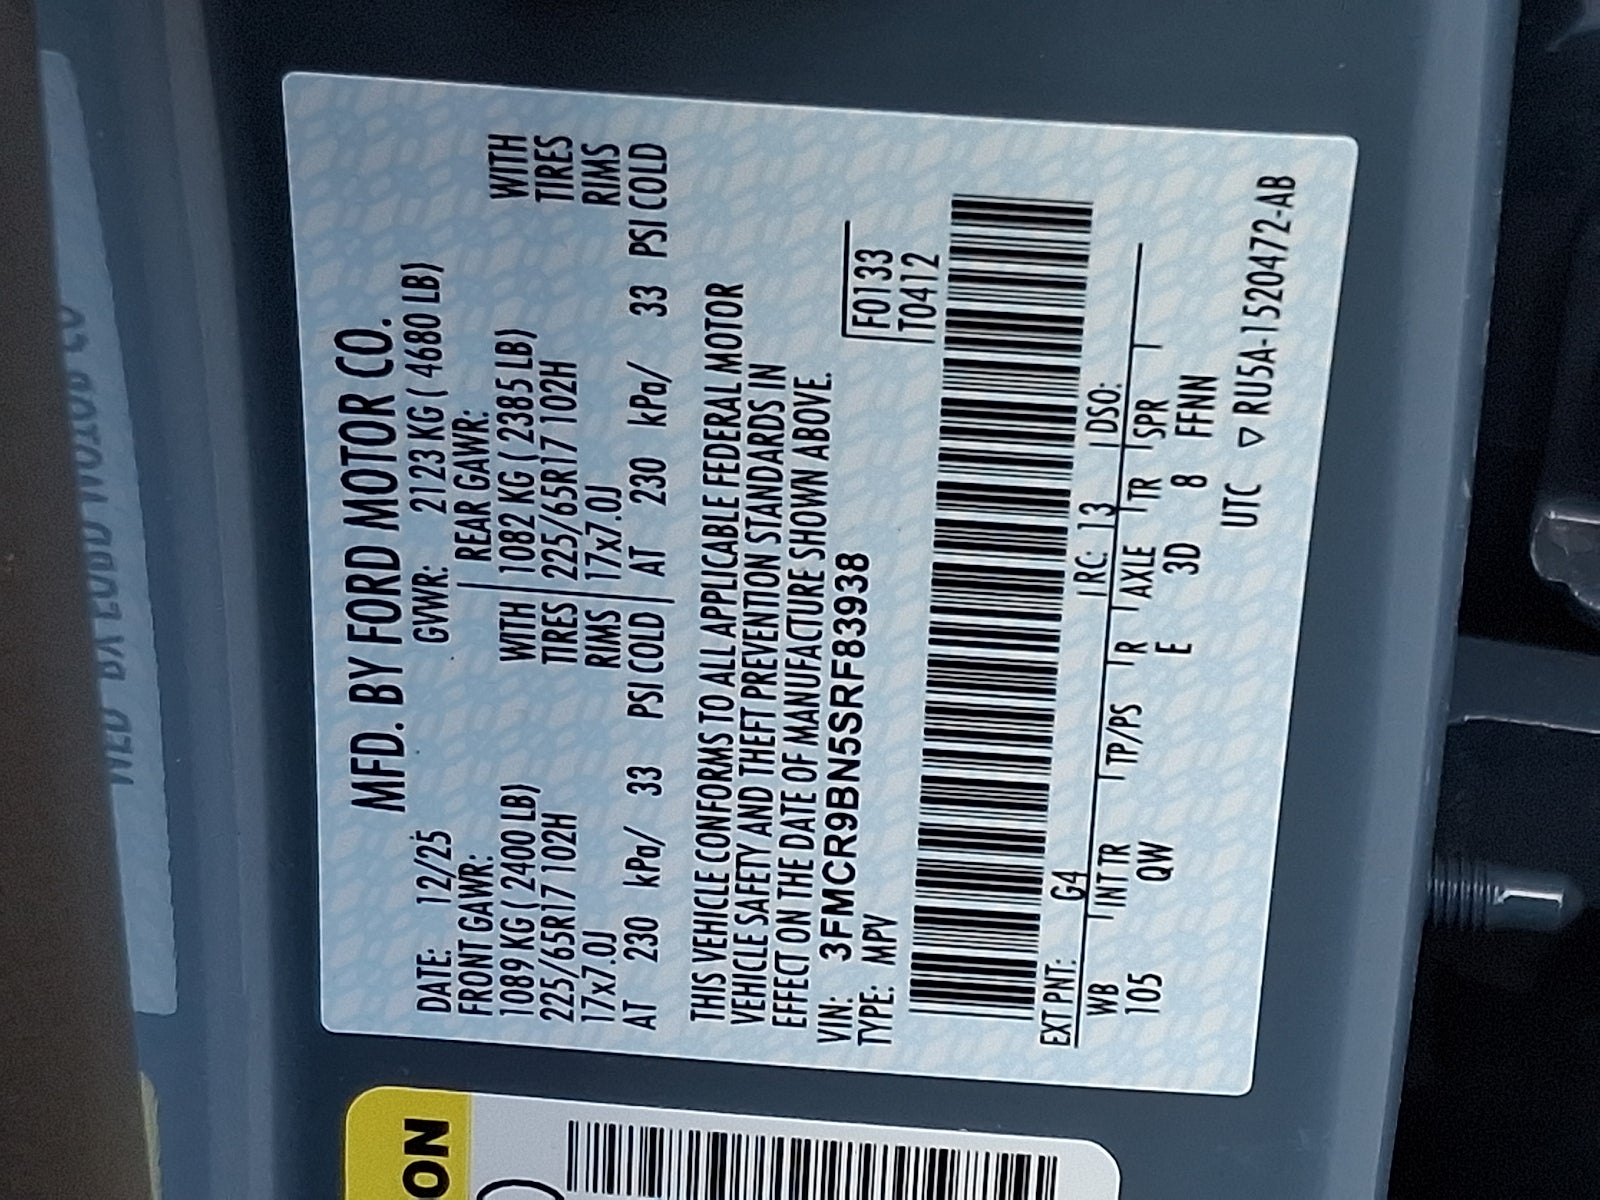 MFD. BY FORD MOTOR CO.
DATE: 12/25 GVWR: 2123 KG ( 4680 LB)
FRONT GAWR: REAR GAWR:
1089 KG ( 2400 LB) WITH 1082 KG ( 2385 LB) WITH
225/65R17 102H TIRES 225/65R17 102H TIRES
17x7.0J RIMS 17x7.0J RIMS
AT 230 kPa/ 33 PSI COLD AT 230 kPa/ 33 PSI COLD
THIS VEHICLE CONFORMS TO ALL APPLICABLE FEDERAL MOTOR
VEHICLE SAFETY AND THEFT PREVENTION STANDARDS IN
EFFECT ON THE DATE OF MANUFACTURE SHOWN ABOVE.
VIN: 3FMCR9BN5SRF83938 F0133
TYPE: MPV T0412
EXT PNT: G4 RC: 13 DSO:
WB INT TR TP/PS R AXLE TR SPR
105 QW E 3D 8 FFNN
UTC ▽ RU5A-1520472-AB
ON